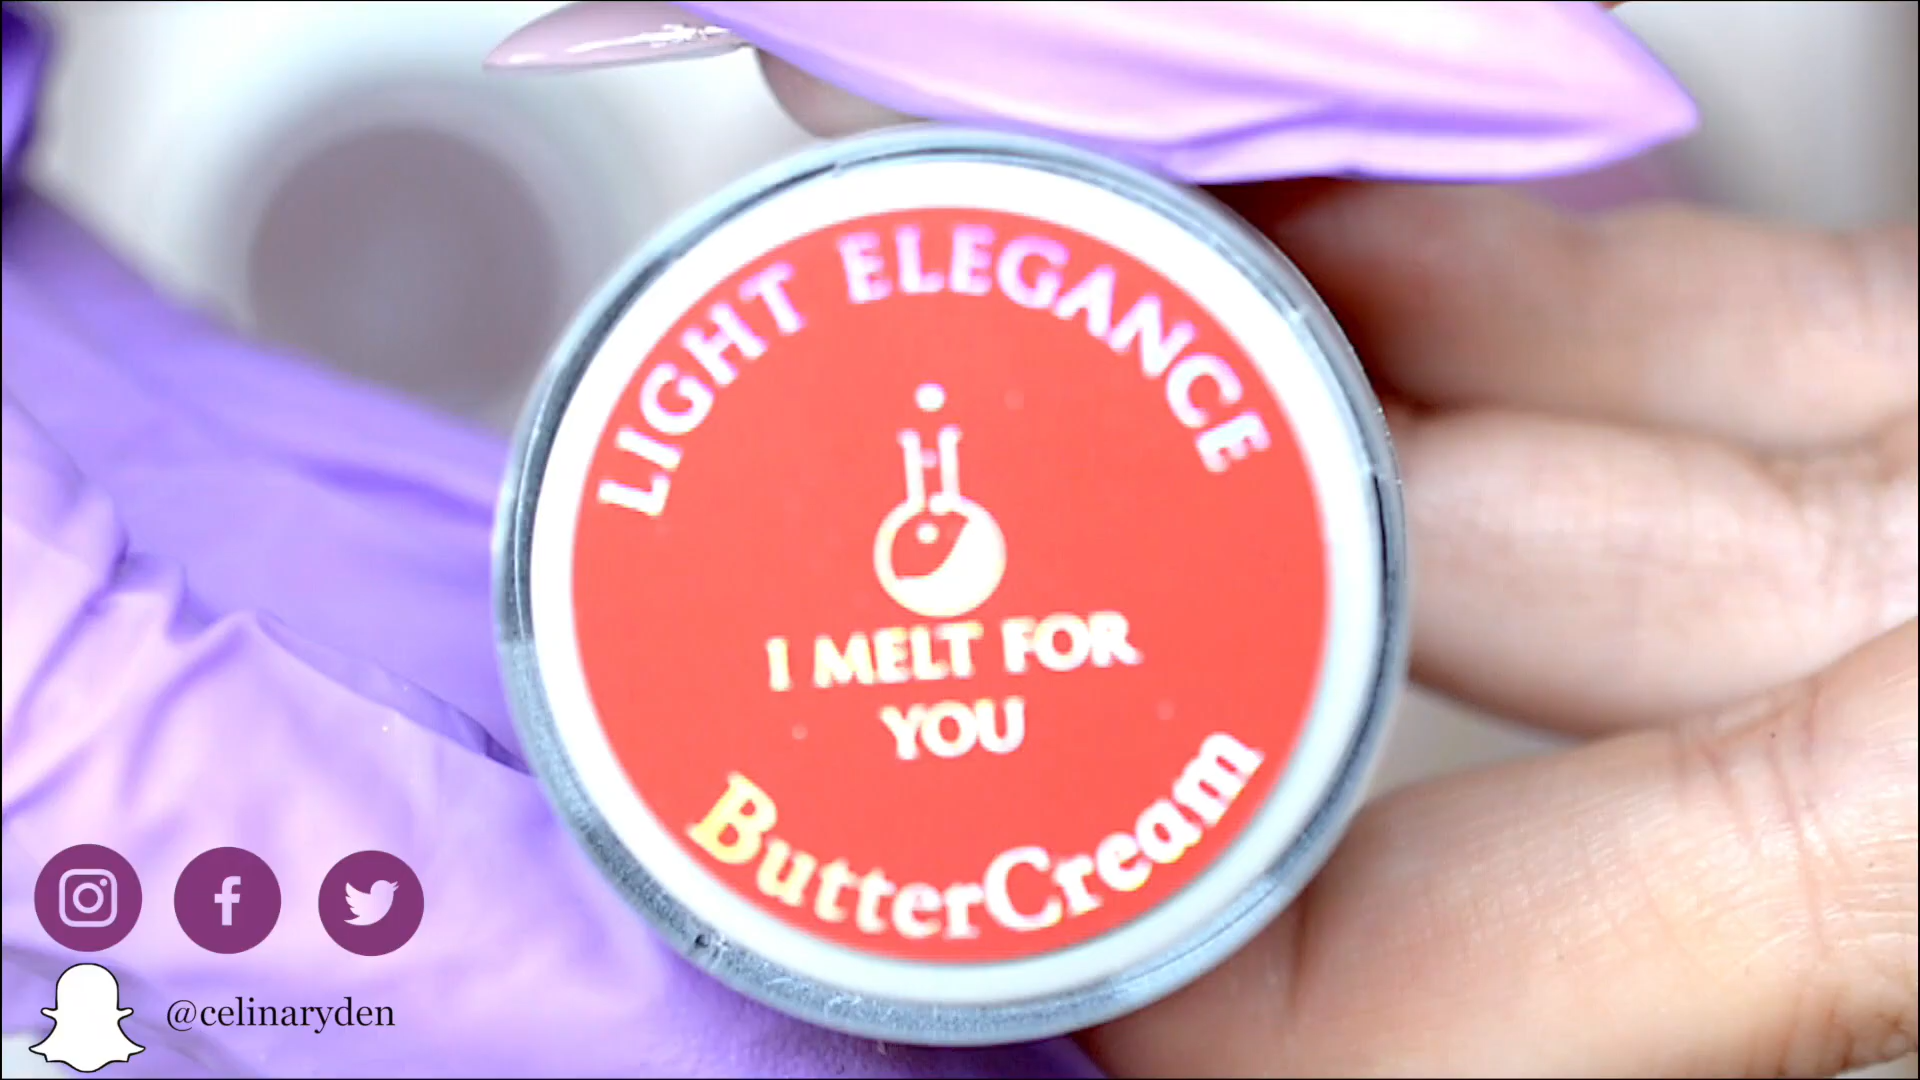 LIGHT ELEGANCE
I MELT FOR
YOU
ButterCream
@celinaryden